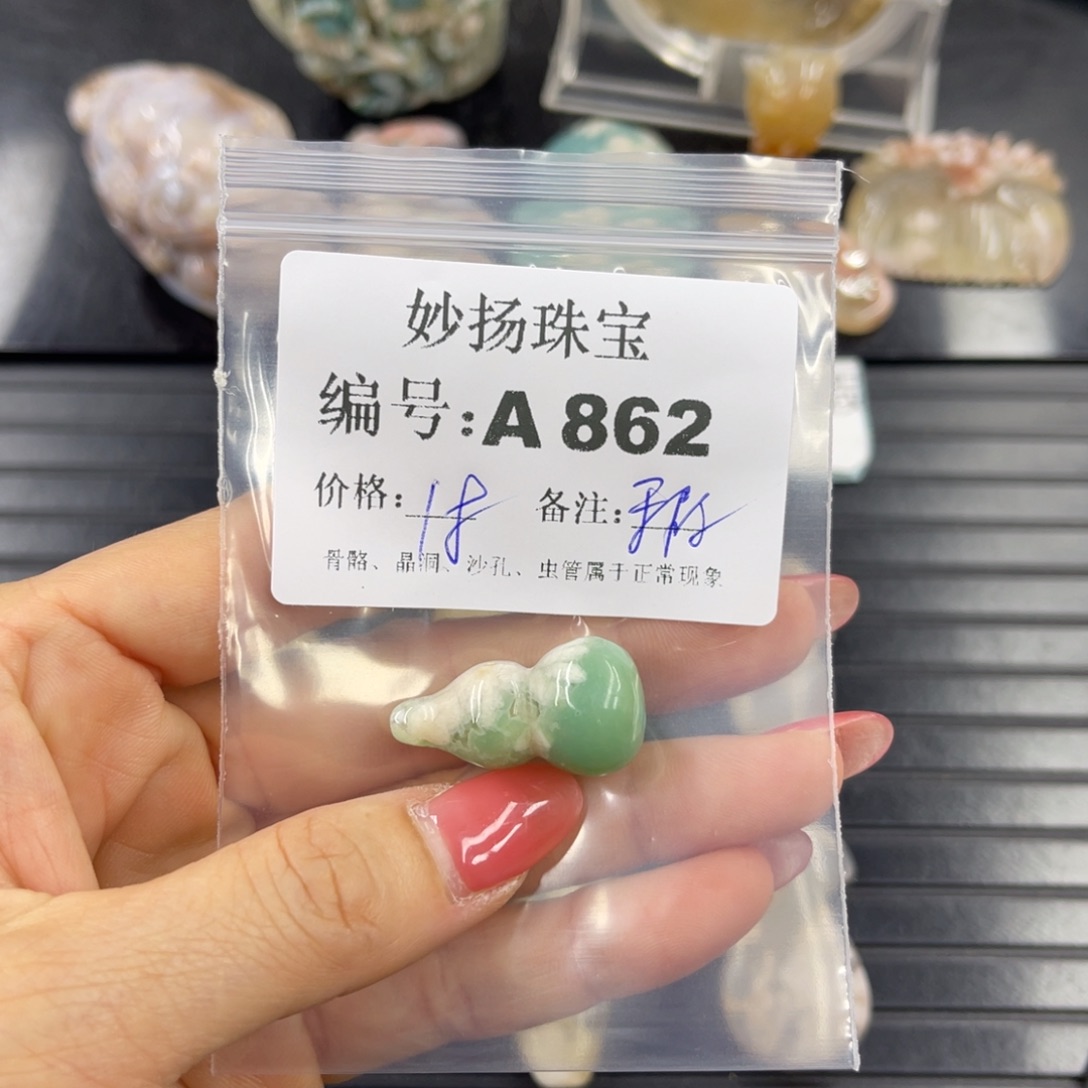 妙扬珠宝
编号:A 862
价格: 18 备注:
骨骼、晶洞、沙孔、虫管属于正常现象